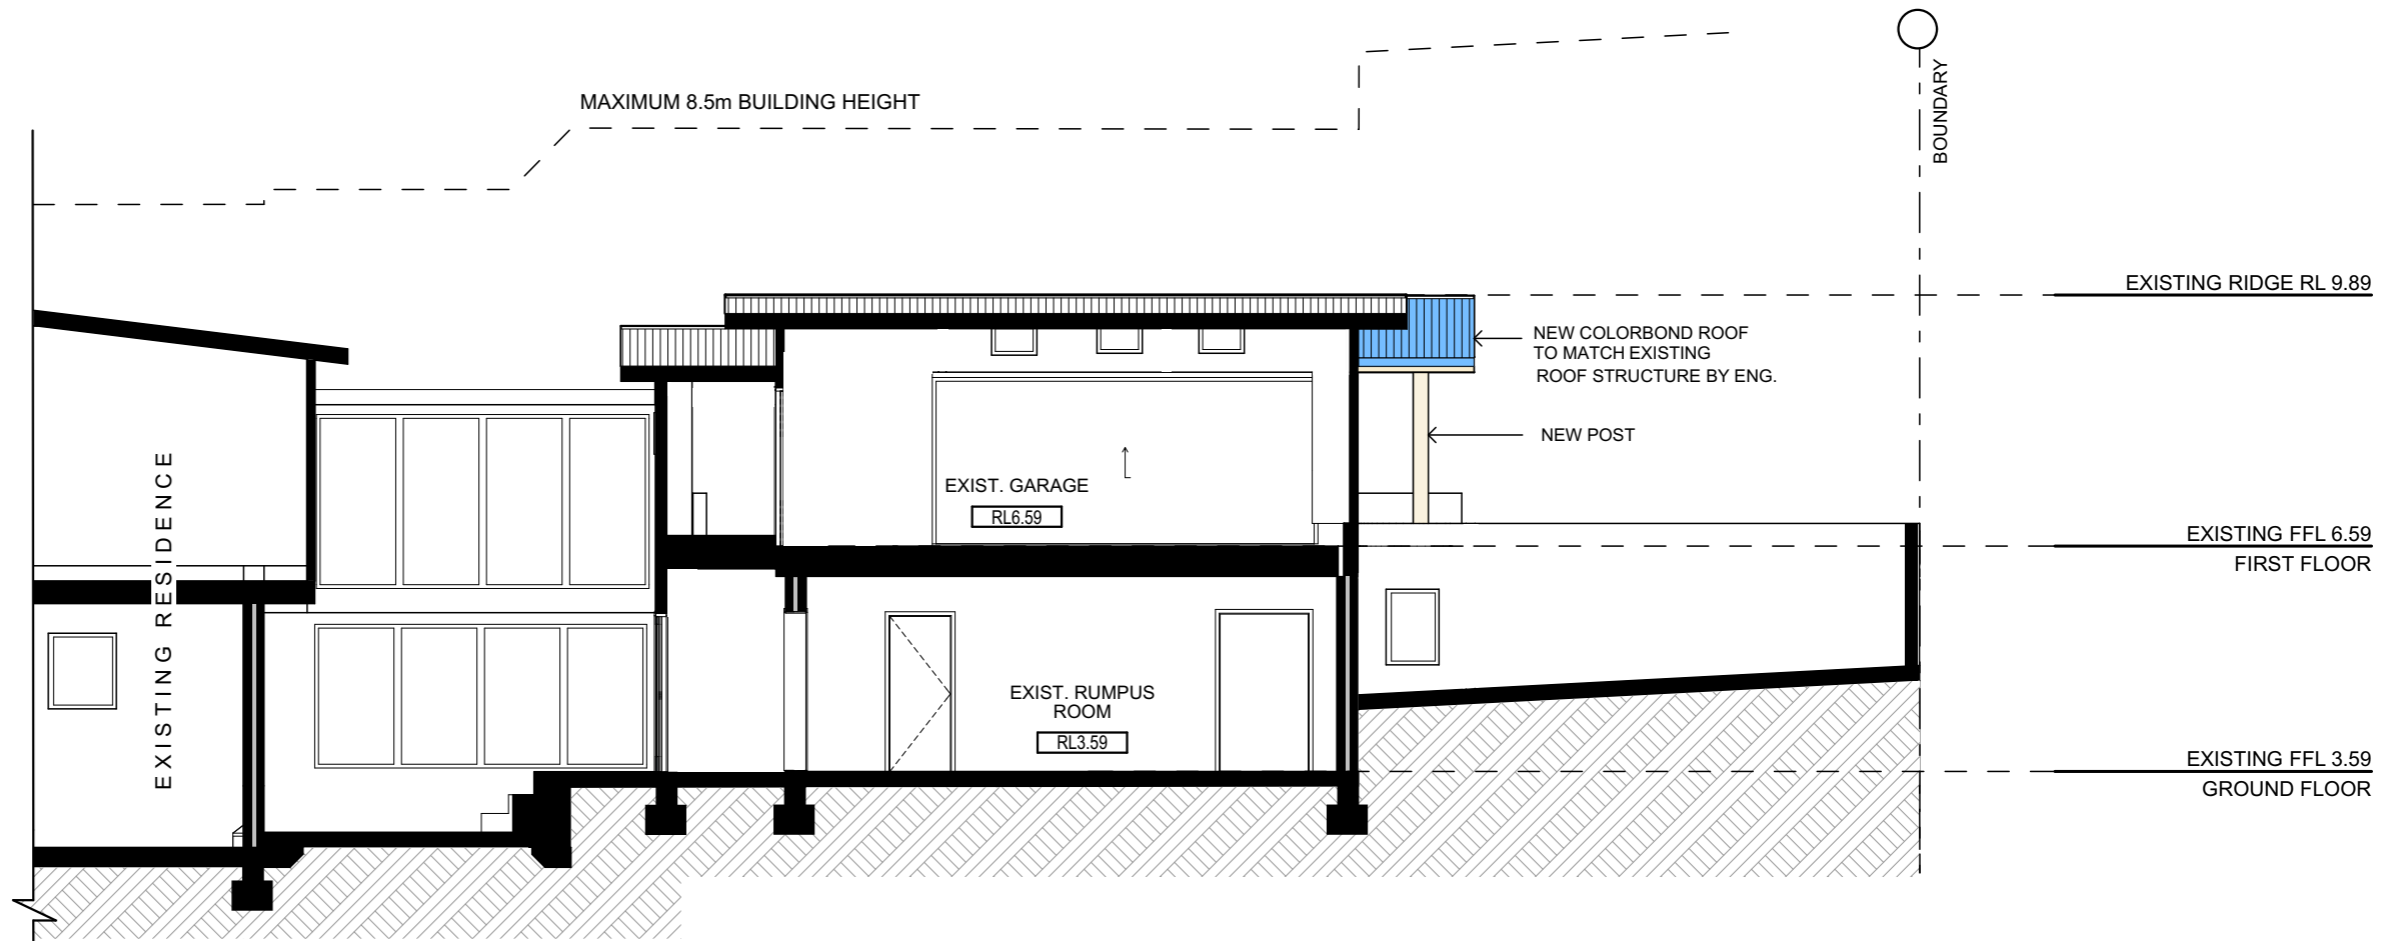 MAXIMUM 8.5m BUILDING HEIGHT
BOUNDARY
EXISTING RIDGE RL 9.89
NEW COLORBOND ROOF
TO MATCH EXISTING
ROOF STRUCTURE BY ENG.
NEW POST
EXISTING RESIDENCE
EXIST. GARAGE
RL6.59
EXISTING FFL 6.59
FIRST FLOOR
EXIST. RUMPUS
ROOM
RL3.59
EXISTING FFL 3.59
GROUND FLOOR